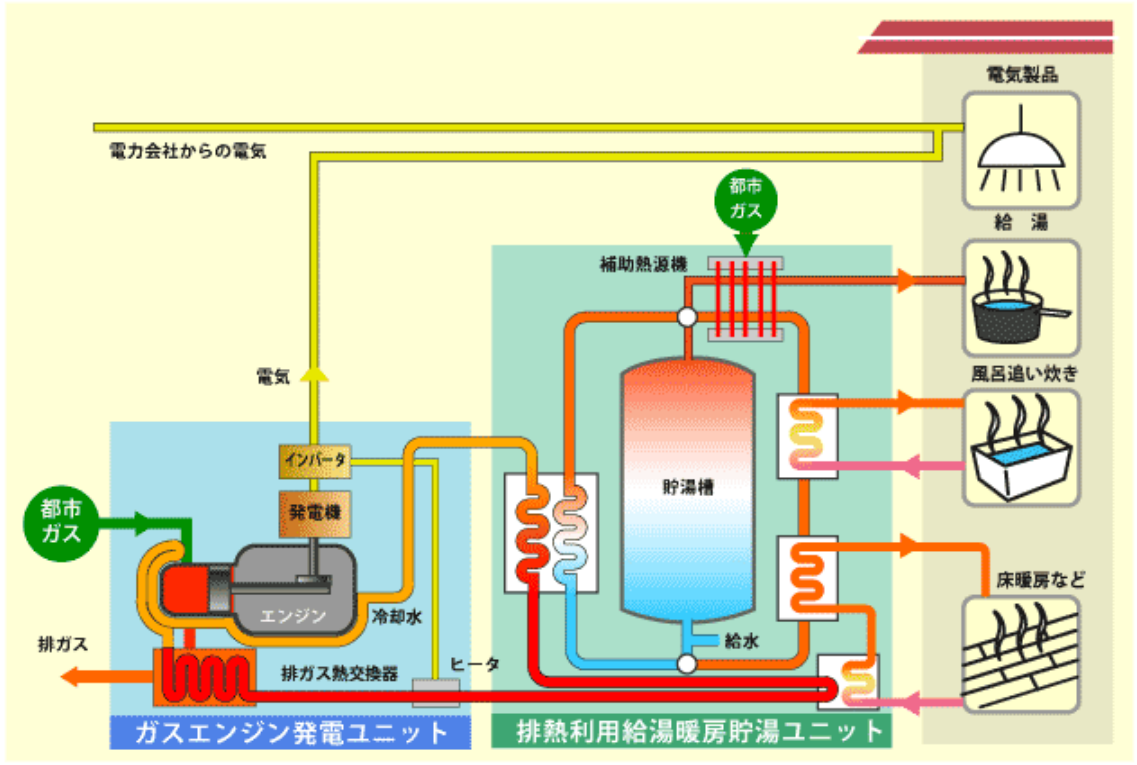 電気製品
電力会社からの電気
都市
ガス
給 湯
補助熱源機
風呂追い炊き
電気
インバータ
貯湯槽
発電機
都市
ガス
床暖房など
エンジン
冷却水
排ガス
給水
ヒータ
排ガス熱交換器
ガスエンジン発電ユニット
排熱利用給湯暖房貯湯ユニット